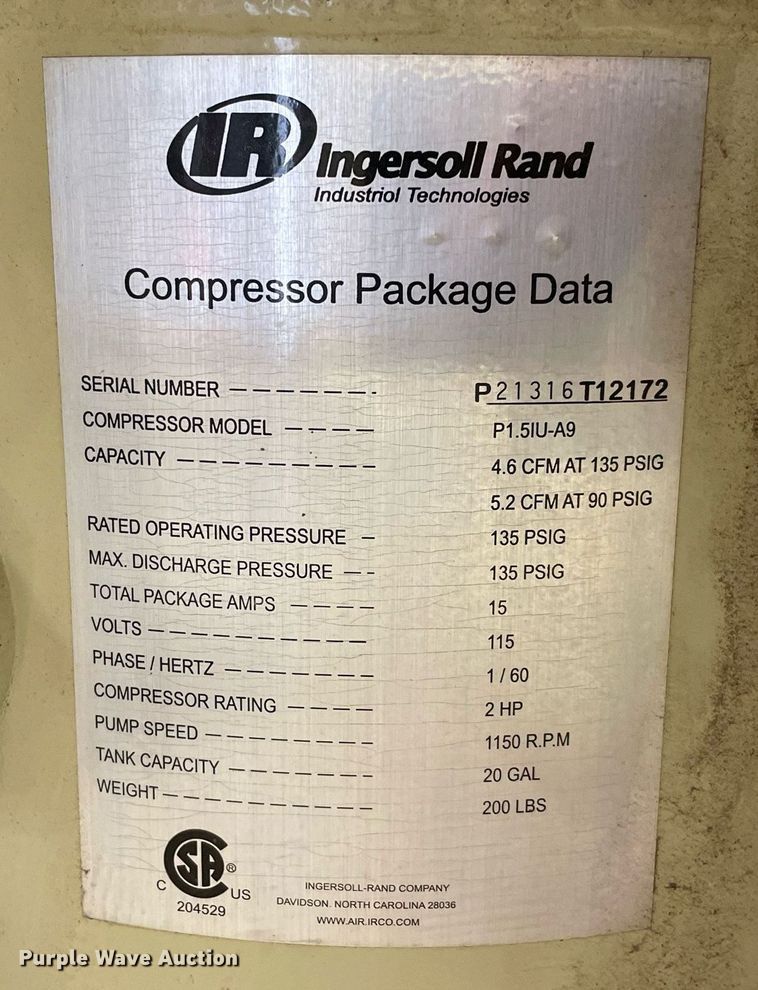 IR Ingersoll Rand
Industriol Technologies
Compressor Package Data
SERIAL NUMBER — — — — — — - P21316T12172
COMPRESSOR MODEL — — — — P1.5IU-A9
CAPACITY — — — — — — — — — 4.6 CFM AT 135 PSIG
5.2 CFM AT 90 PSIG
RATED OPERATING PRESSURE — 135 PSIG
MAX. DISCHARGE PRESSURE — - 135 PSIG
TOTAL PACKAGE AMPS — — — — 15
VOLTS — — — — — — — — — — 115
PHASE / HERTZ — — — — — — — 1 / 60
COMPRESSOR RATING — — — — 2 HP
PUMP SPEED — — — — — — — — 1150 R.P.M
TANK CAPACITY — — — — — — — 20 GAL
WEIGHT — — — — — — — — — — 200 LBS
C SA ® US
204529
INGERSOLL-RAND COMPANY
DAVIDSON. NORTH CAROLINA 28036
WWW.AIR.IRCO.COM
Purple Wave Auction